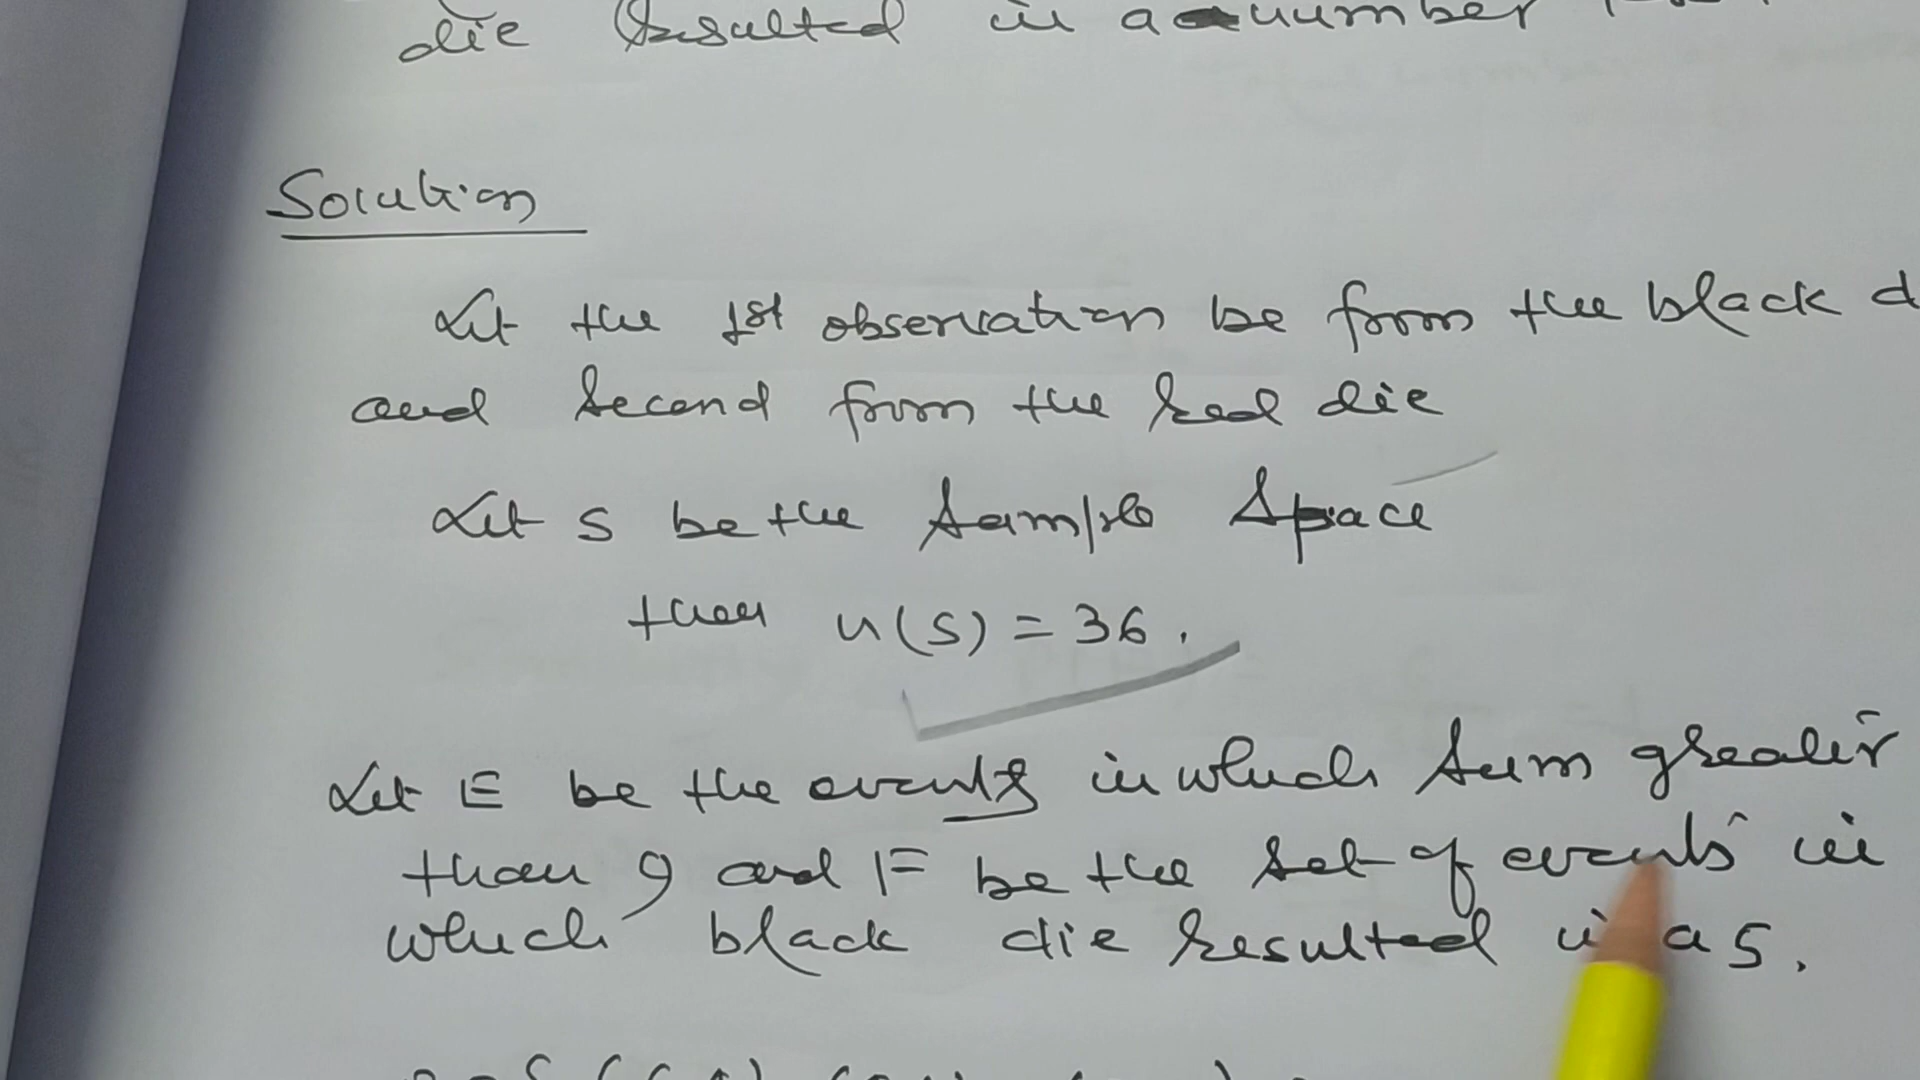 die resulted in a number
Solution
Let the 1st observation be from the black d
and second from the red die
Let S be the Sample Space
then n(S) = 36.
Let E be the events in which Sum greater
than 9 and F be the set of events in
which black die resulted in a 5.